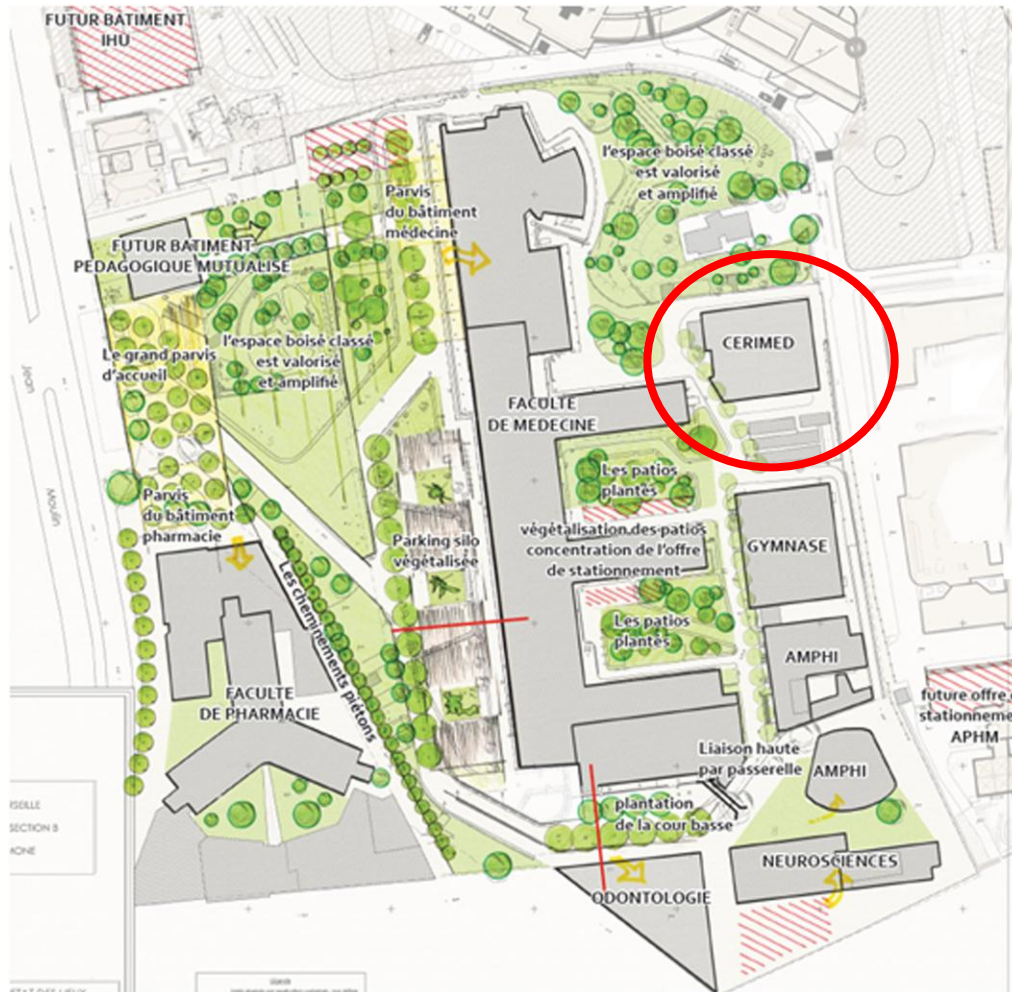 FUTUR BATIMENT
IHU
l'espace boisé classé
est valorisé
et amplifié
Parvis
du bâtiment
médecine
FUTUR BATIMENT
PEDAGOGIQUE MUTUALISE
Le grand parvis
d'accueil
l'espace boisé classé
est valorisé
et amplifié
CERIMED
Jean
Moulin
FACULTE
DE MEDECINE
Les patios
plantés
Parvis
du bâtiment
pharmacie
Parking silo
végétalisée
végétalisation des patios
concentration de l'offre
de stationnement
GYMNASE
Les cheminements piétons
Les patios
plantés
AMPHI
FACULTE
DE PHARMACIE
future offre
stationneme
APHM
Liaison haute
par passerelle
AMPHI
plantation
de la cour basse
NEUROSCIENCES
ODONTOLOGIE
RSEILLE
SECTION B
MONE